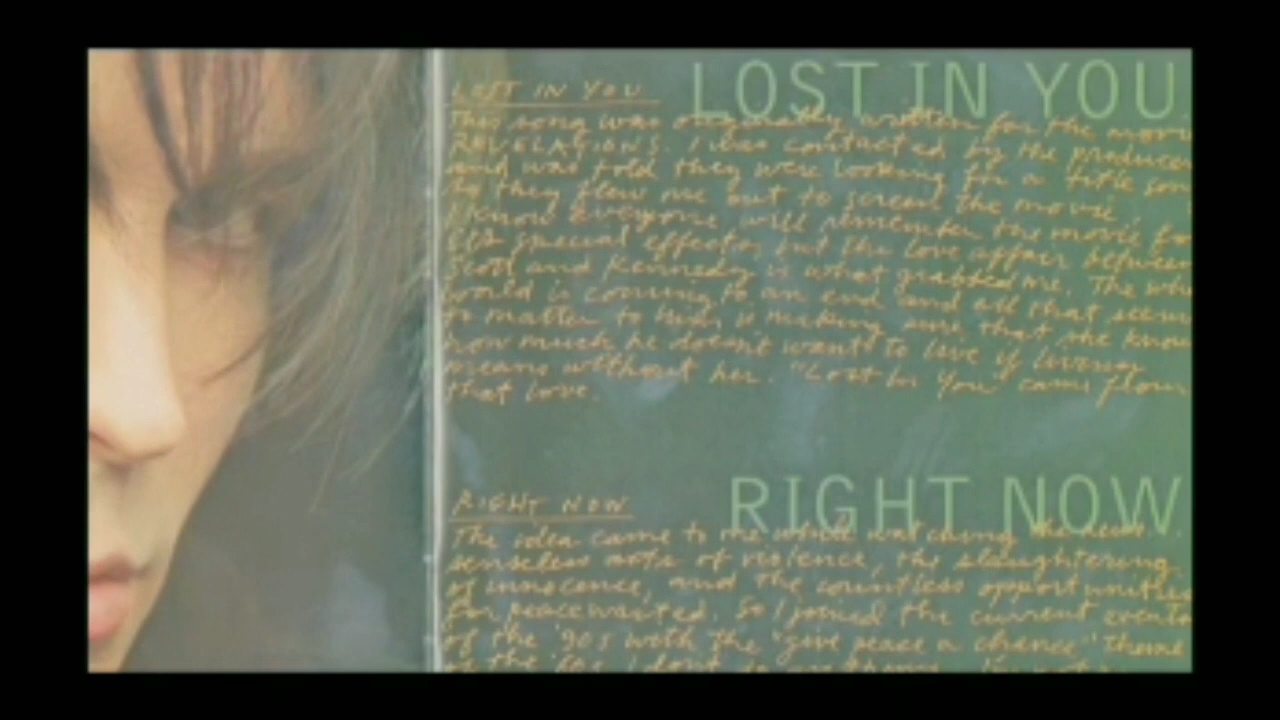 LOST IN YOU
LOST IN YOU
This song was originally written for the movie
REVELATIONS. I was contacted by the producer
and was told they were looking for a title son
so they flew me out to screen the movie.
I know everyone will remember the movie for
it's special effects, but the love affair between
Scott and Kennedy is what grabbed me. The who
world is coming to an end and all that seem
to matter to him is making sure that she know
how much he doesn't want to live if living
means without her. "Lost In You" came from
that love.
RIGHT NOW
RIGHT NOW
The idea came to me while watching the news.
senseless acts of violence, the slaughtering
of innocence, and the countless opportunities
for peace wasted. So I joined the current events
of the '90s with the "give peace a chance" theme